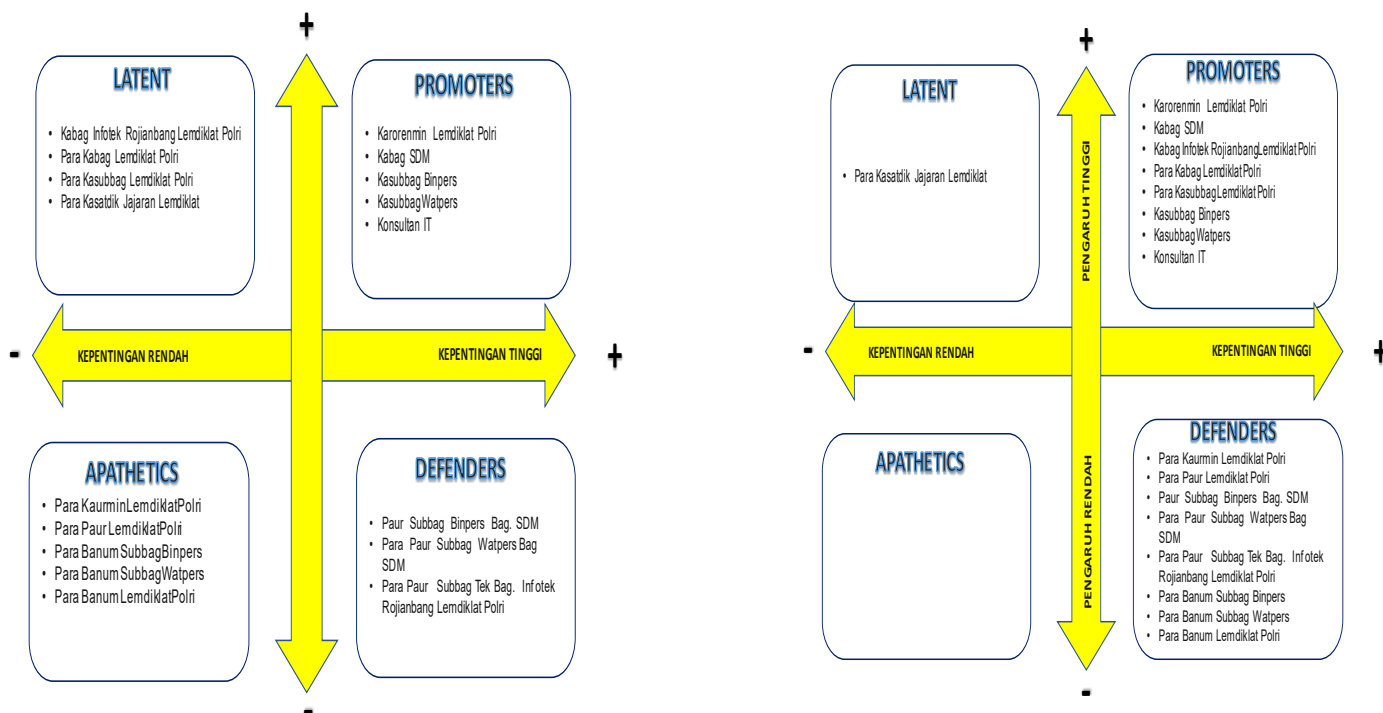 +
LATENT
• Kabag Infotek Rojianbang Lemdiklat Polri
• Para Kabag Lemdiklat Polri
• Para Kasubbag Lemdiklat Polri
• Para Kasatdik Jajaran Lemdiklat
PROMOTERS
• Karorenmin Lemdiklat Polri
• Kabag SDM
• Kasubbag Binpers
• Kasubbag Watpers
• Konsultan IT
-
KEPENTINGAN RENDAH
KEPENTINGAN TINGGI
+
APATHETICS
• Para Kaurmin Lemdiklat Polri
• Para Paur Lemdiklat Polri
• Para Banum Subbag Binpers
• Para Banum Subbag Watpers
• Para Banum Lemdiklat Polri
DEFENDERS
• Paur Subbag Binpers Bag. SDM
• Para Paur Subbag Watpers Bag
SDM
• Para Paur Subbag Tek Bag. Infotek
Rojianbang Lemdiklat Polri
-
+
LATENT
• Para Kasatdik Jajaran Lemdiklat
PENGARUH TINGGI
PROMOTERS
• Karorenmin Lemdiklat Polri
• Kabag SDM
• Kabag Infotek Rojianbang Lemdiklat Polri
• Para Kabag Lemdiklat Polri
• Para Kasubbag Lemdiklat Polri
• Kasubbag Binpers
• Kasubbag Watpers
• Konsultan IT
-
KEPENTINGAN RENDAH
KEPENTINGAN TINGGI
+
APATHETICS
PENGARUH RENDAH
DEFENDERS
• Para Kaurmin Lemdiklat Polri
• Para Paur Lemdiklat Polri
• Paur Subbag Binpers Bag. SDM
• Para Paur Subbag Watpers Bag
SDM
• Para Paur Subbag Tek Bag. Infotek
Rojianbang Lemdiklat Polri
• Para Banum Subbag Binpers
• Para Banum Subbag Watpers
• Para Banum Lemdiklat Polri
-